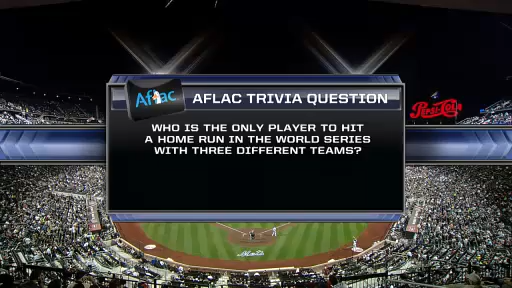 Aflac
AFLAC TRIVIA QUESTION
Pepsi-Cola
WHO IS THE ONLY PLAYER TO HIT
A HOME RUN IN THE WORLD SERIES
WITH THREE DIFFERENT TEAMS?
Mets